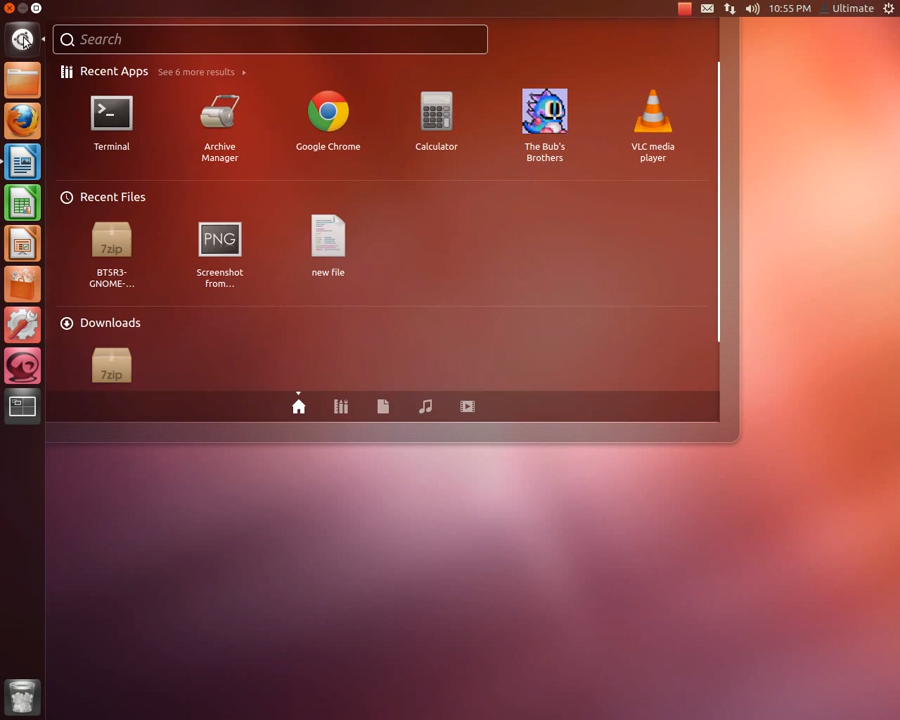 10:55 PM
Ultimate
Search
Recent Apps
See 6 more results
>_
Terminal
Archive
Manager
Google Chrome
Calculator
The Bub's
Brothers
VLC media
player
Recent Files
7zip
BT5R3-
GNOME-...
PNG
Screenshot
from...
new file
Downloads
7zip